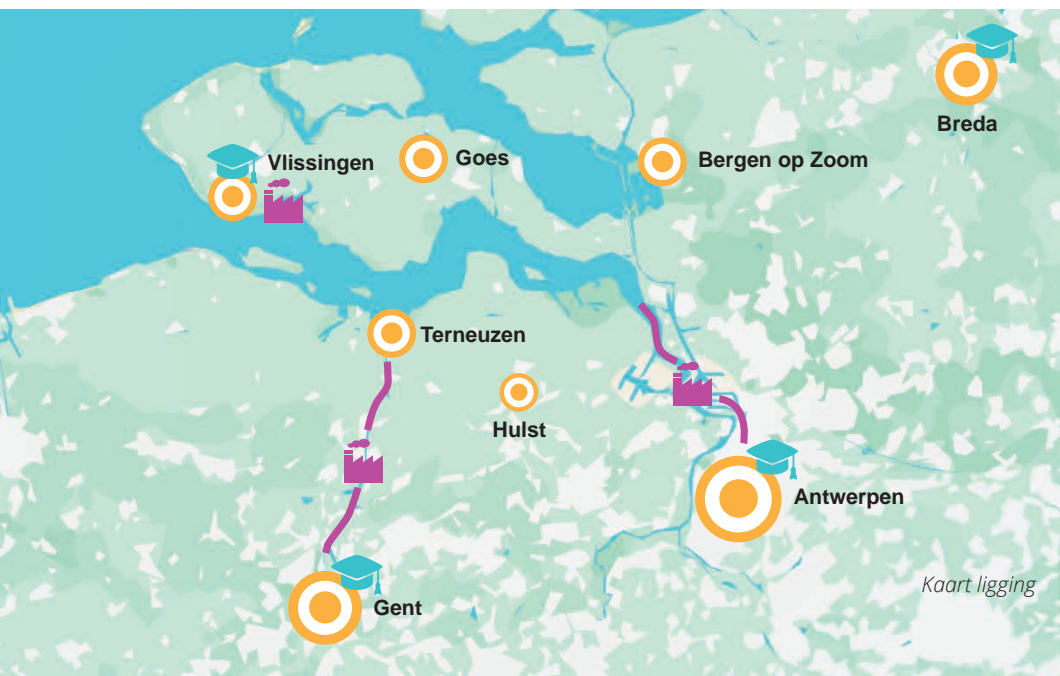 Breda
Vlissingen
Goes
Bergen op Zoom
Terneuzen
Hulst
Antwerpen
Kaart ligging
Gent